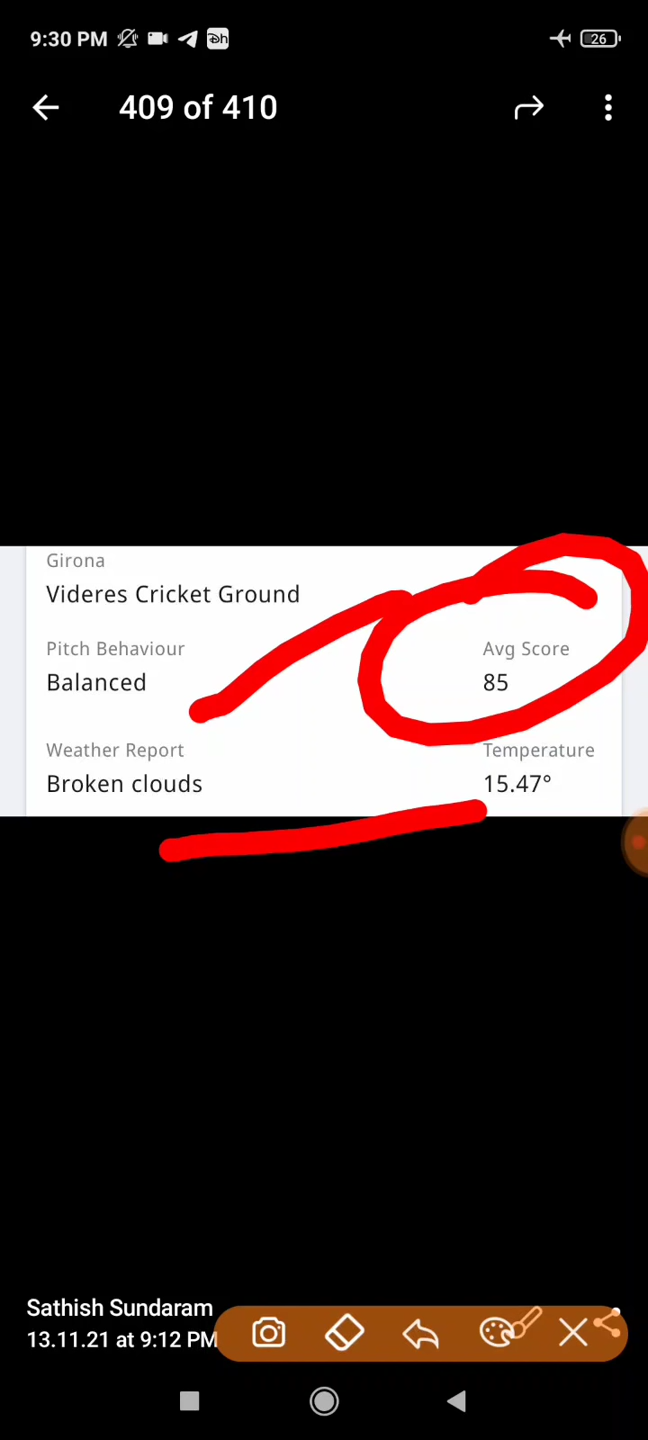 9:30 PM
26
409 of 410
Girona
Videres Cricket Ground
Pitch Behaviour
Avg Score
Balanced
85
Weather Report
Temperature
Broken clouds
15.47°
Sathish Sundaram
13.11.21 at 9:12 PM